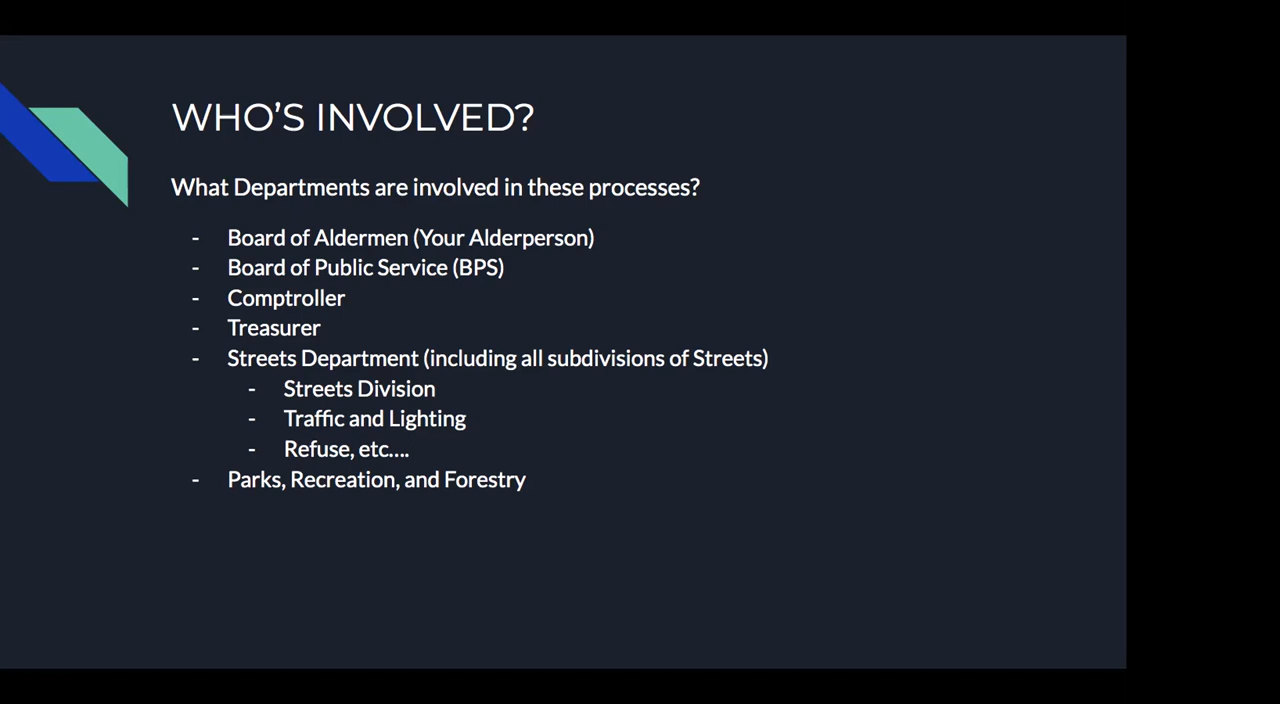 WHO’S INVOLVED?
What Departments are involved in these processes?
- Board of Aldermen (Your Alderperson)
- Board of Public Service (BPS)
- Comptroller
- Treasurer
- Streets Department (including all subdivisions of Streets)
- Streets Division
- Traffic and Lighting
- Refuse, etc....
- Parks, Recreation, and Forestry